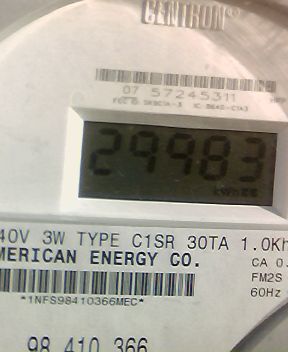 CENTRON®
07 57245311
29983
kWh
40V 3W TYPE C1SR 30TA 1.0Kh
MERICAN ENERGY CO.
CA 0.
FM2S
60Hz
*1NFS98410366MEC*
98 410 366